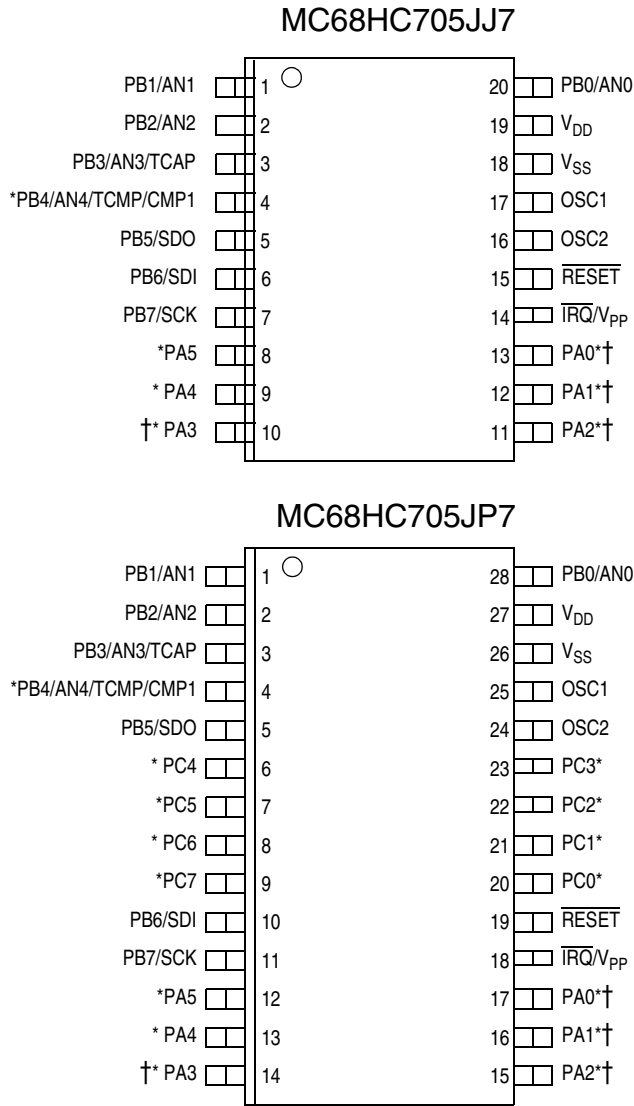 MC68HC705JJ7
PB1/AN1 1 20 PB0/AN0
PB2/AN2 2 19 VDD
PB3/AN3/TCAP 3 18 VSS
*PB4/AN4/TCMP/CMP1 4 17 OSC1
PB5/SDO 5 16 OSC2
PB6/SDI 6 15 RESET
PB7/SCK 7 14 IRQ/VPP
*PA5 8 13 PA0*†
* PA4 9 12 PA1*†
†* PA3 10 11 PA2*†
MC68HC705JP7
PB1/AN1 1 28 PB0/AN0
PB2/AN2 2 27 VDD
PB3/AN3/TCAP 3 26 VSS
*PB4/AN4/TCMP/CMP1 4 25 OSC1
PB5/SDO 5 24 OSC2
* PC4 6 23 PC3*
*PC5 7 22 PC2*
* PC6 8 21 PC1*
*PC7 9 20 PC0*
PB6/SDI 10 19 RESET
PB7/SCK 11 18 IRQ/VPP
*PA5 12 17 PA0*†
* PA4 13 16 PA1*†
†* PA3 14 15 PA2*†